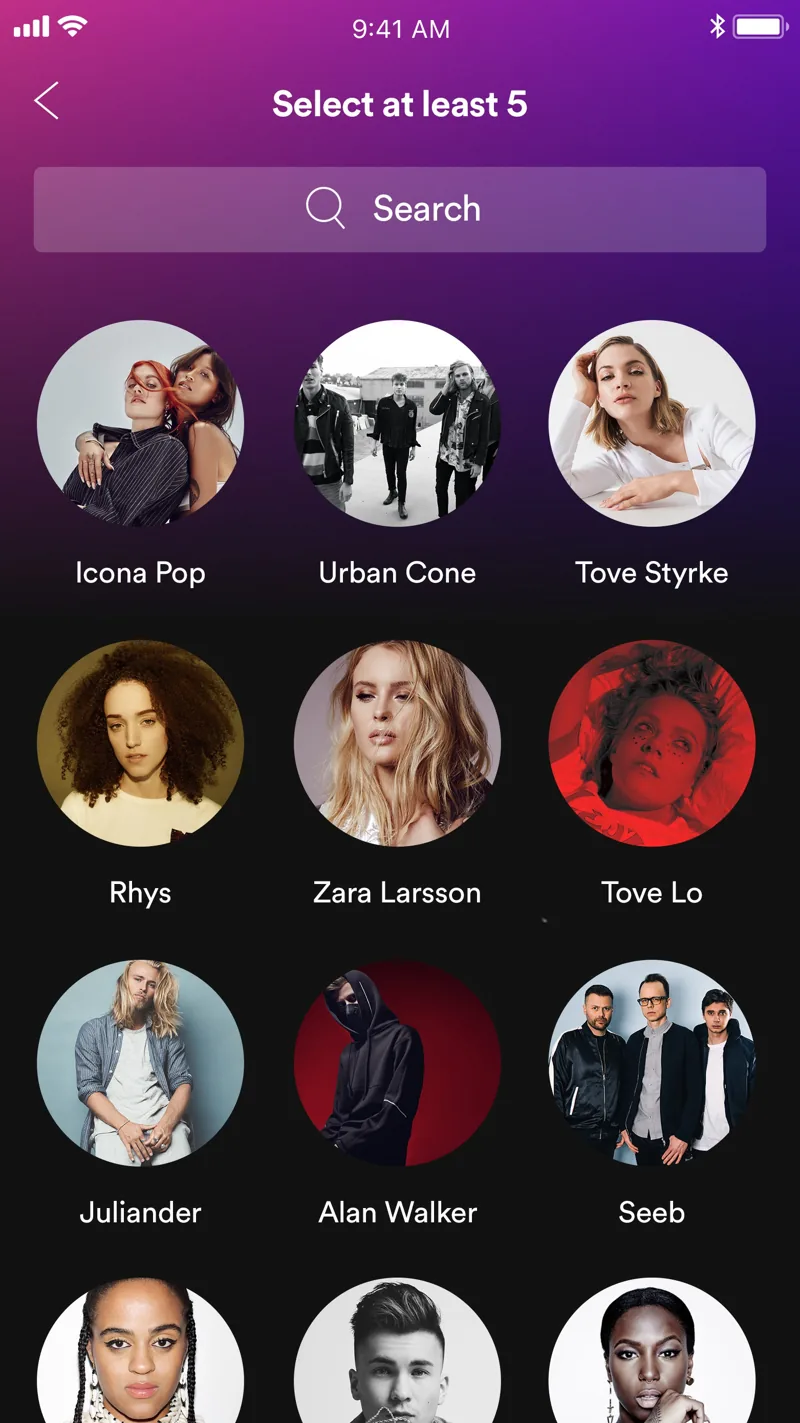 9:41 AM
Select at least 5
Search
Icona Pop
Urban Cone
Tove Styrke
Rhys
Zara Larsson
Tove Lo
Juliander
Alan Walker
Seeb